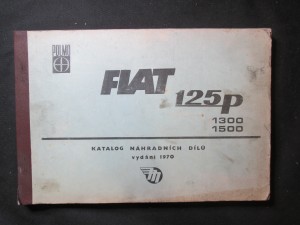 POLMO
FIAT 125p
1300
1500
KATALOG NÁHRADNÍCH DÍLŮ
vydání 1970